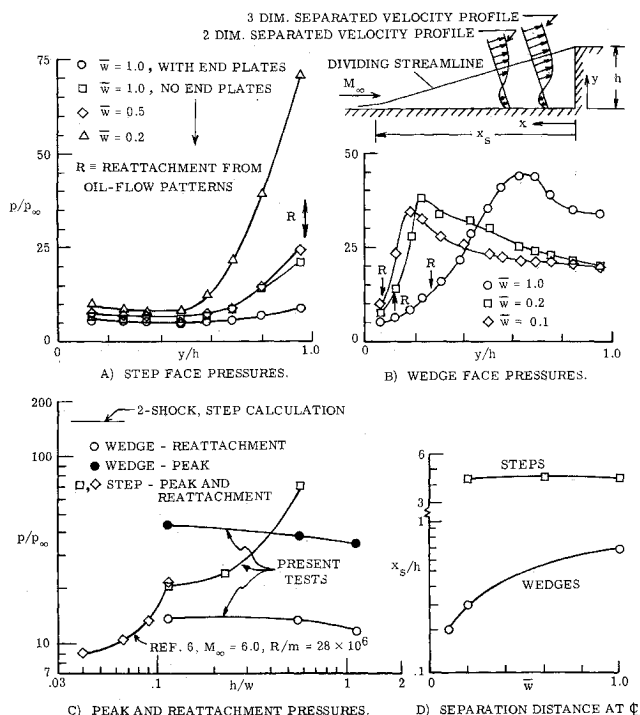 3 DIM. SEPARATED VELOCITY PROFILE
2 DIM. SEPARATED VELOCITY PROFILE
DIVIDING STREAMLINE
M∞
h
y
x
x_s
75
50
25
0
p/p∞
○ w̄ = 1.0 , WITH END PLATES
□ w̄ = 1.0 , NO END PLATES
◇ w̄ = 0.5
△ w̄ = 0.2
R ≡ REATTACHMENT FROM
OIL-FLOW PATTERNS
R
0
y/h
1.0
A) STEP FACE PRESSURES.
50
25
0
R
R
R
○ w̄ = 1.0
□ w̄ = 0.2
◇ w̄ = 0.1
0
y/h
1.0
B) WEDGE FACE PRESSURES.
200
100
p/p∞
10
7
2-SHOCK, STEP CALCULATION
○ WEDGE - REATTACHMENT
● WEDGE - PEAK
□,◇ STEP - PEAK AND
REATTACHMENT
PRESENT
TESTS
REF. 6, M∞ = 6.0, R/m = 28 × 10⁶
.03
.1
h/w
1
2
C) PEAK AND REATTACHMENT PRESSURES.
6
3
1
x_s/h
.1
STEPS
WEDGES
0
w̄
1.0
D) SEPARATION DISTANCE AT ℄